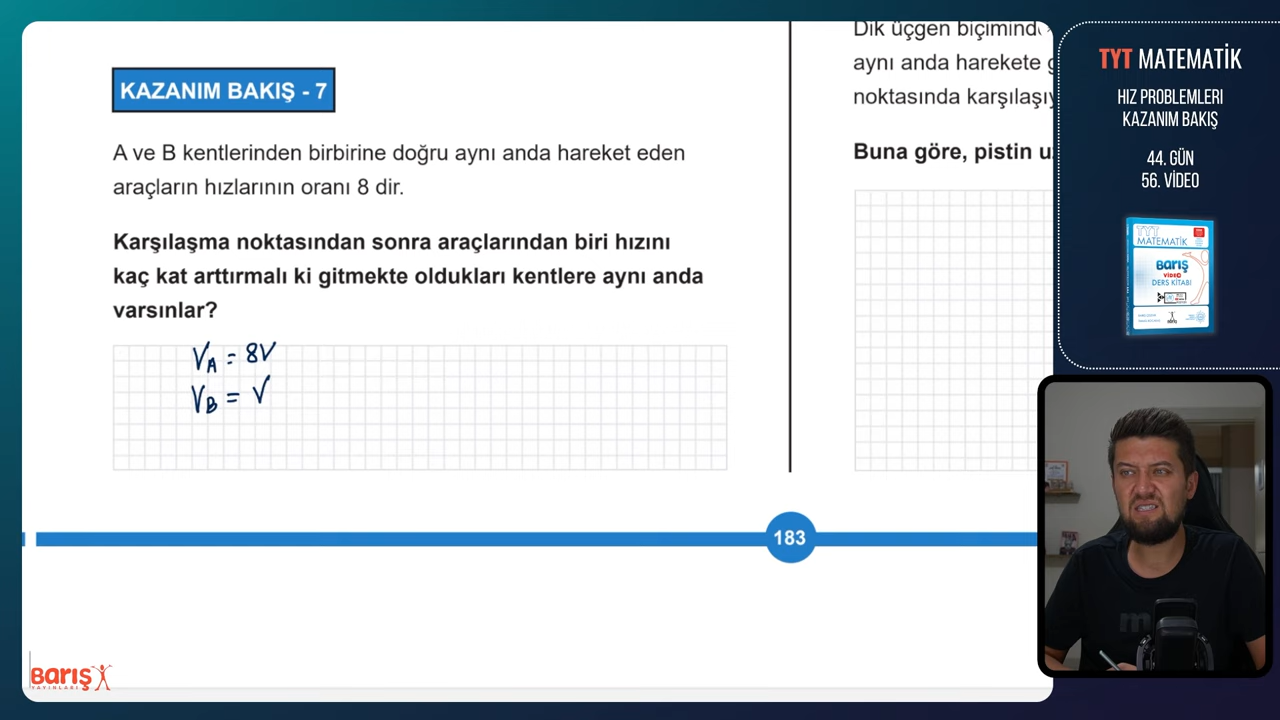 KAZANIM BAKIŞ - 7
A ve B kentlerinden birbirine doğru aynı anda hareket eden
araçların hızlarının oranı 8 dir.
Karşılaşma noktasından sonra araçlarından biri hızını
kaç kat arttırmalı ki gitmekte oldukları kentlere aynı anda
varsınlar?
V_A = 8V
V_B = V
183
Dik üçgen biçimind
aynı anda harekete
noktasında karşılaşıy
Buna göre, pistin u
TYT MATEMATİK
HIZ PROBLEMLERI
KAZANIM BAKIŞ
44. GÜN
56. VİDEO
TYT
MATEMATİK
BARIŞ
VİDEO
DERS KİTABI
BARIŞ
YAYINLARI